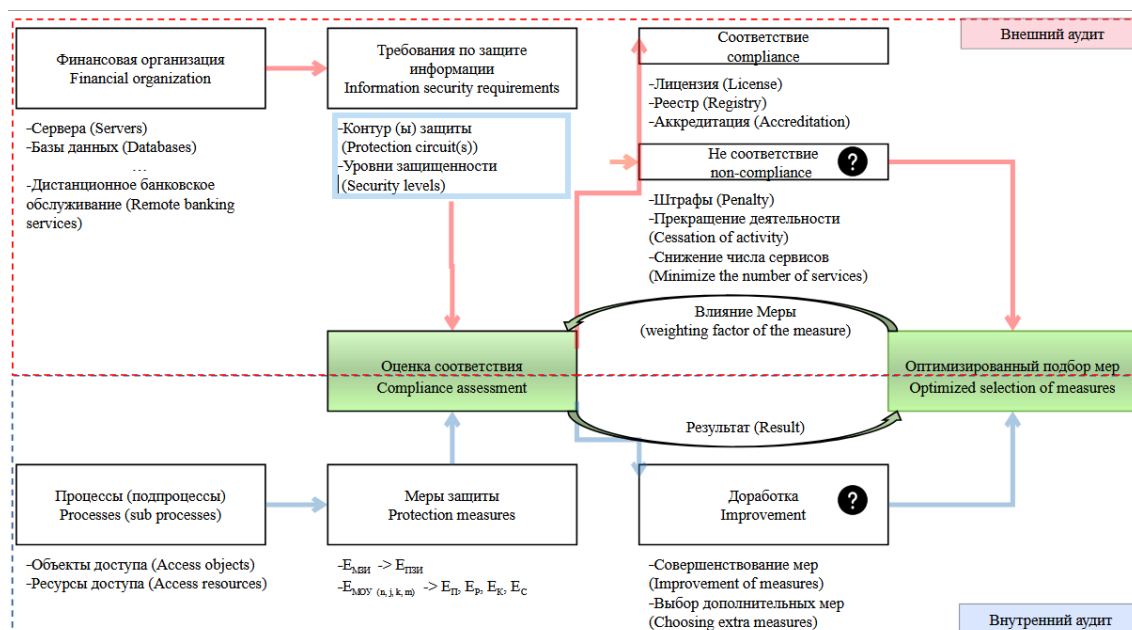 Внешний аудит
Финансовая организация
Financial organization
-Сервера (Servers)
-Базы данных (Databases)
…
-Дистанционное банковское
обслуживание (Remote banking
services)
Требования по защите
информации
Information security requirements
-Контур (ы) защиты
(Protection circuit(s))
-Уровни защищенности
(Security levels)
Соответствие
compliance
-Лицензия (License)
-Реестр (Registry)
-Аккредитация (Accreditation)
Не соответствие
non-compliance
?
-Штрафы (Penalty)
-Прекращение деятельности
(Cessation of activity)
-Снижение числа сервисов
(Minimize the number of services)
Влияние Меры
(weighting factor of the measure)
Оценка соответствия
Compliance assessment
Оптимизированный подбор мер
Optimized selection of measures
Результат (Result)
Процессы (подпроцессы)
Processes (sub processes)
-Объекты доступа (Access objects)
-Ресурсы доступа (Access resources)
Меры защиты
Protection measures
-EМЗИ -> EПЗИ
-EМОУ (n, j, k, m) -> EП, EР, EК, EС
Доработка
Improvement
?
-Совершенствование мер
(Improvement of measures)
-Выбор дополнительных мер
(Choosing extra measures)
Внутренний аудит